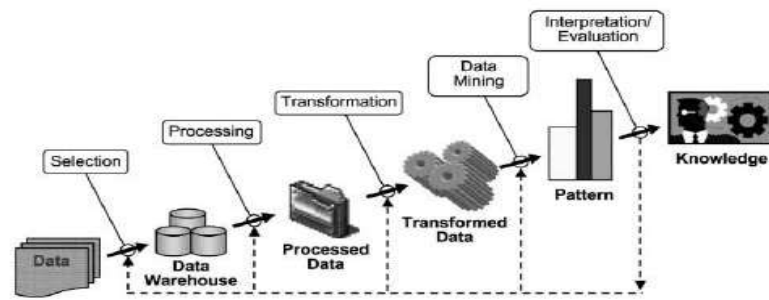 Interpretation/
Evaluation
Data
Mining
Transformation
Processing
Selection
Knowledge
Pattern
Transformed
Data
Processed
Data
Data
Warehouse
Data